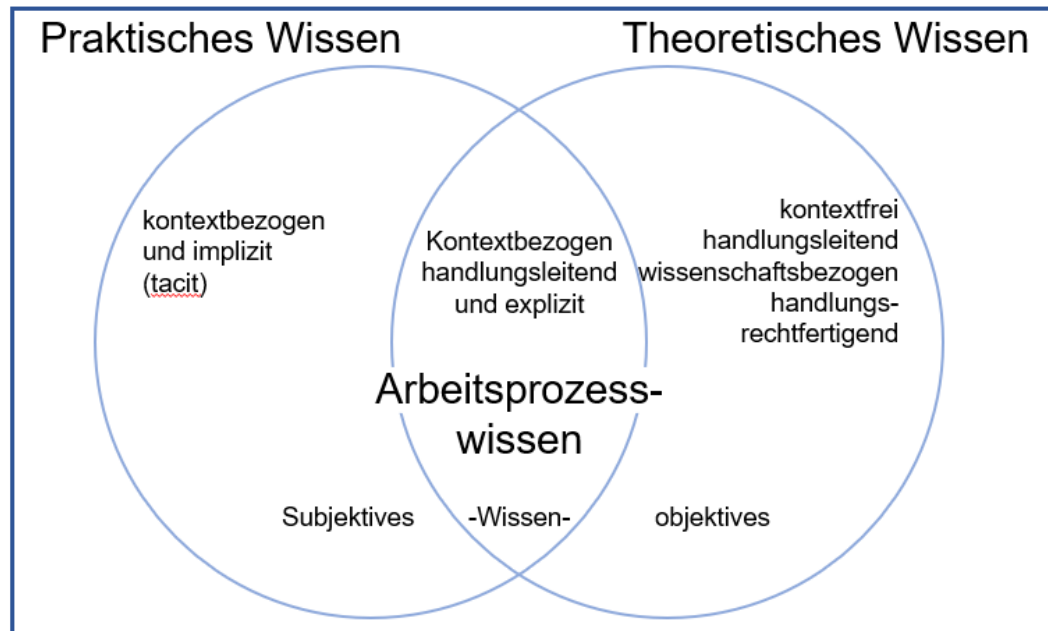 Praktisches Wissen
Theoretisches Wissen
kontextbezogen
und implizit
(tacit)
Kontextbezogen
handlungsleitend
und explizit
kontextfrei
handlungsleitend
wissenschaftsbezogen
handlungs-
rechtfertigend
Arbeitsprozess-
wissen
Subjektives -Wissen- objektives